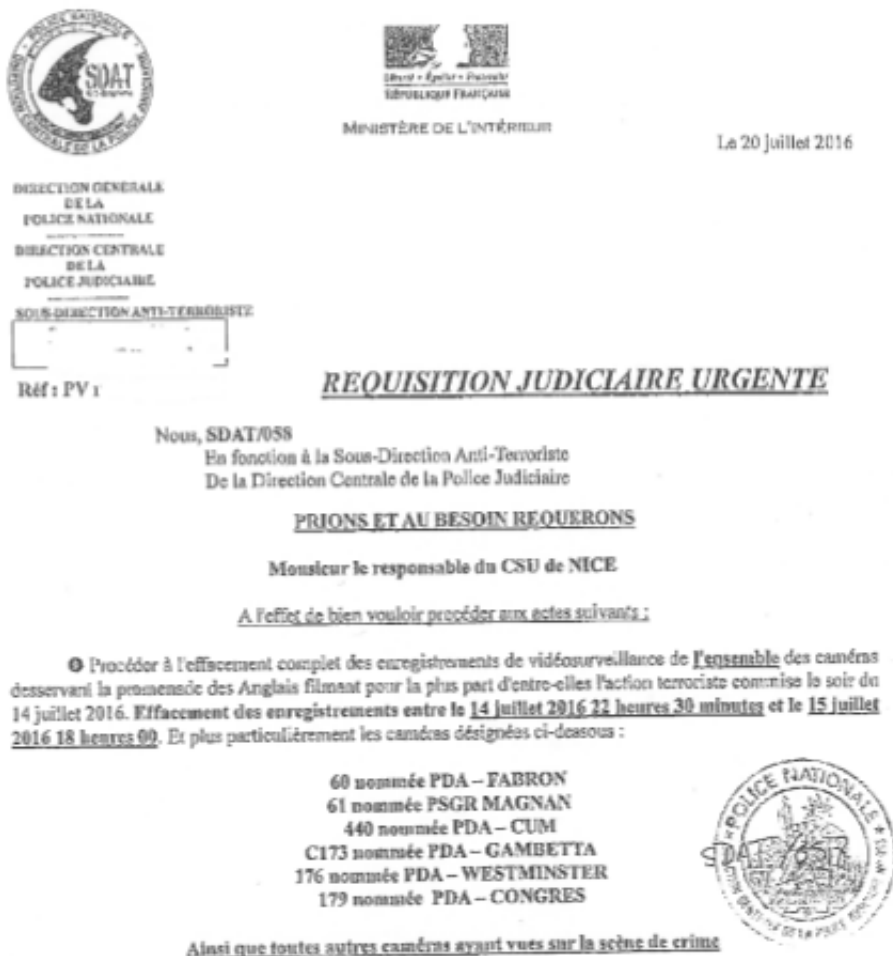 POLICE NATIONALE
DIRECTION CENTRALE DE LA POLICE
SDAT
Liberté • Égalité • Fraternité
RÉPUBLIQUE FRANÇAISE
MINISTÈRE DE L'INTÉRIEUR
Le 20 juillet 2016
DIRECTION GENERALE
DE LA
POLICE NATIONALE
DIRECTION CENTRALE
DE LA
POLICE JUDICIAIRE
SOUS-DIRECTION ANTI-TERRORISTE
Réf : PV
REQUISITION JUDICIAIRE URGENTE
Nous, SDAT/058
En fonction à la Sous-Direction Anti-Terroriste
De la Direction Centrale de la Police Judiciaire
PRIONS ET AU BESOIN REQUERONS
Monsieur le responsable du CSU de NICE
A l'effet de bien vouloir procéder aux actes suivants :
Procéder à l'effacement complet des enregistrements de vidéosurveillance de l'ensemble des caméras
desservant la promenade des Anglais filmant pour la plus part d'entre-elles l'action terroriste commise le soir du
14 juillet 2016. Effacement des enregistrements entre le 14 juillet 2016 22 heures 30 minutes et le 15 juillet
2016 18 heures 00. Et plus particulièrement les caméras désignées ci-dessous :
60 nommée PDA – FABRON
61 nommée PSGR MAGNAN
440 nommée PDA – CUM
C173 nommée PDA – GAMBETTA
176 nommée PDA – WESTMINSTER
179 nommée PDA – CONGRES
POLICE NATIONALE
SDAT
Ainsi que toutes autres caméras ayant vues sur la scène de crime